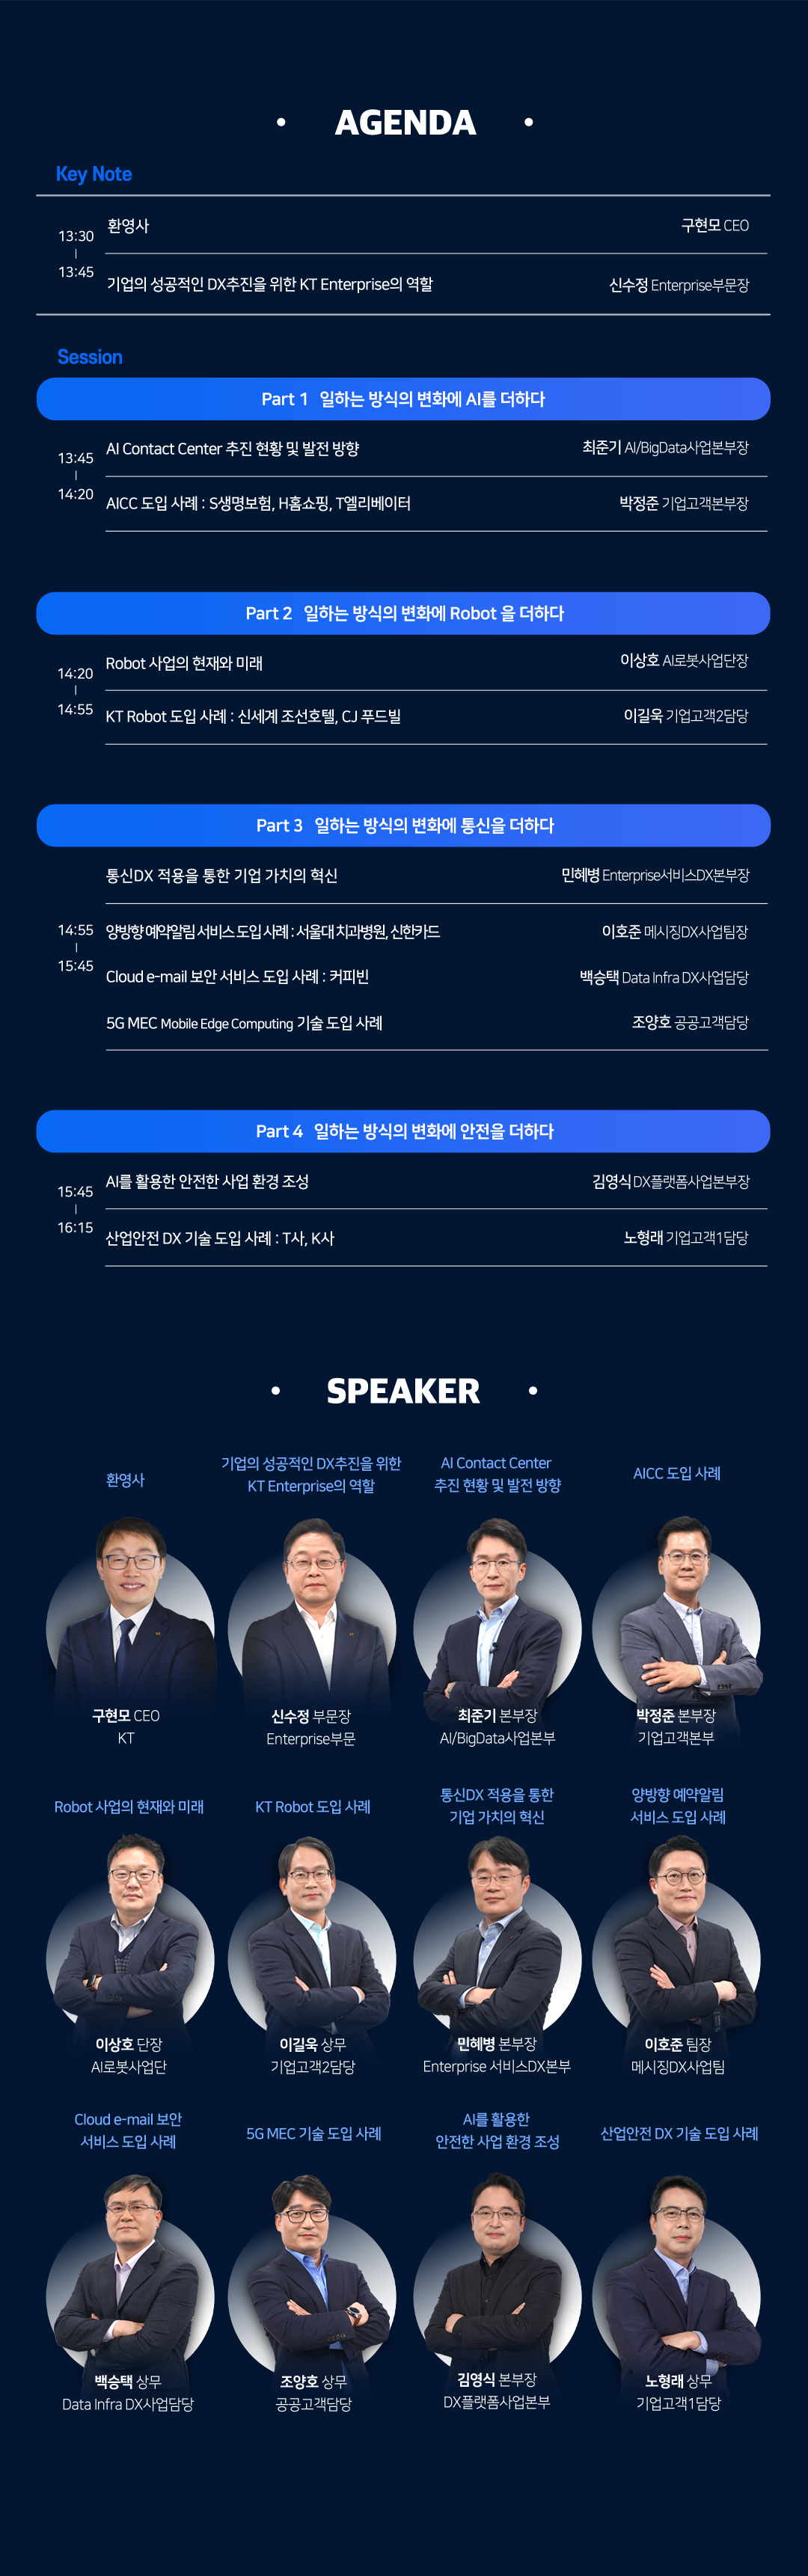 AGENDA
Key Note
13:30
13:45
환영사
구현모 CEO
기업의 성공적인 DX추진을 위한 KT Enterprise의 역할
신수정 Enterprise부문장
Session
Part 1 일하는 방식의 변화에 AI를 더하다
13:45
14:20
AI Contact Center 추진 현황 및 발전 방향
최준기 AI/BigData사업본부장
AICC 도입 사례 : S생명보험, H홈쇼핑, T엘리베이터
박정준 기업고객본부장
Part 2 일하는 방식의 변화에 Robot 을 더하다
14:20
14:55
Robot 사업의 현재와 미래
이상호 AI로봇사업단장
KT Robot 도입 사례 : 신세계 조선호텔, CJ 푸드빌
이길욱 기업고객2담당
Part 3 일하는 방식의 변화에 통신을 더하다
통신DX 적용을 통한 기업 가치의 혁신
민혜병 Enterprise서비스DX본부장
14:55
15:45
양방향 예약알림 서비스 도입 사례 : 서울대 치과병원, 신한카드
이호준 메시징DX사업팀장
Cloud e-mail 보안 서비스 도입 사례 : 커피빈
백승택 Data Infra DX사업담당
5G MEC Mobile Edge Computing 기술 도입 사례
조양호 공공고객담당
Part 4 일하는 방식의 변화에 안전을 더하다
15:45
16:15
AI를 활용한 안전한 사업 환경 조성
김영식 DX플랫폼사업본부장
산업안전 DX 기술 도입 사례 : T사, K사
노형래 기업고객1담당
SPEAKER
환영사
기업의 성공적인 DX추진을 위한
KT Enterprise의 역할
AI Contact Center
추진 현황 및 발전 방향
AICC 도입 사례
구현모 CEO
KT
신수정 부문장
Enterprise부문
최준기 본부장
AI/BigData사업본부
박정준 본부장
기업고객본부
Robot 사업의 현재와 미래
KT Robot 도입 사례
통신DX 적용을 통한
기업 가치의 혁신
양방향 예약알림
서비스 도입 사례
이상호 단장
AI로봇사업단
이길욱 상무
기업고객2담당
민혜병 본부장
Enterprise 서비스DX본부
이호준 팀장
메시징DX사업팀
Cloud e-mail 보안
서비스 도입 사례
5G MEC 기술 도입 사례
AI를 활용한
안전한 사업 환경 조성
산업안전 DX 기술 도입 사례
백승택 상무
Data Infra DX사업담당
조양호 상무
공공고객담당
김영식 본부장
DX플랫폼사업본부
노형래 상무
기업고객1담당